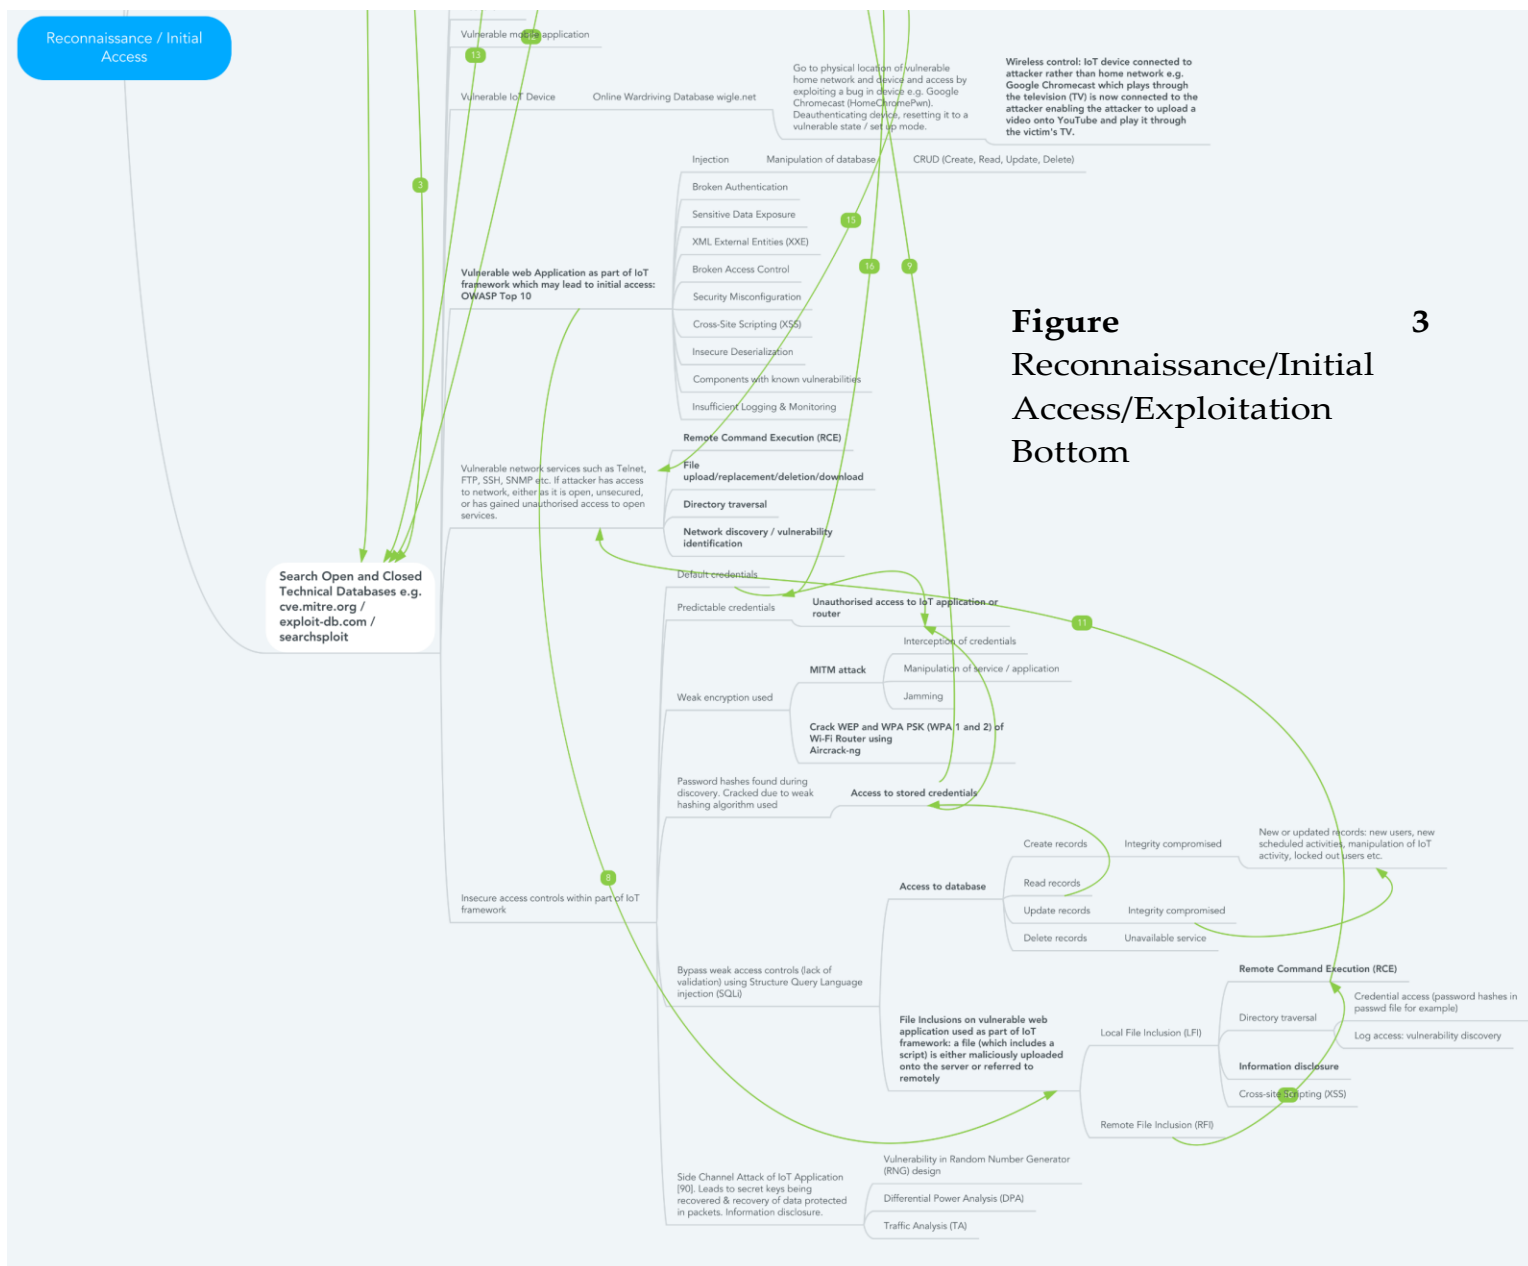 Reconnaissance / Initial
Access
Vulnerable mobile application
13
3
Vulnerable IoT Device
Online Wardriving Database wigle.net
Go to physical location of vulnerable
home network and device and access by
exploiting a bug in device e.g. Google
Chromecast (HomeChromePwn).
Deauthenticating device, resetting it to a
vulnerable state / set up mode.
Wireless control: IoT device connected to
attacker rather than home network e.g.
Google Chromecast which plays through
the television (TV) is now connected to the
attacker enabling the attacker to upload a
video onto YouTube and play it through
the victim's TV.
Vulnerable web Application as part of IoT
framework which may lead to initial access:
OWASP Top 10
Injection
Manipulation of database
CRUD (Create, Read, Update, Delete)
Broken Authentication
Sensitive Data Exposure
XML External Entities (XXE)
Broken Access Control
Security Misconfiguration
Cross-Site Scripting (XSS)
Insecure Deserialization
Components with known vulnerabilities
Insufficient Logging & Monitoring
15
16
9
Figure 3
Reconnaissance/Initial
Access/Exploitation
Bottom
Vulnerable network services such as Telnet,
FTP, SSH, SNMP etc. If attacker has access
to network, either as it is open, unsecured,
or has gained unauthorised access to open
services.
Remote Command Execution (RCE)
File
upload/replacement/deletion/download
Directory traversal
Network discovery / vulnerability
identification
Search Open and Closed
Technical Databases e.g.
cve.mitre.org /
exploit-db.com /
searchsploit
Insecure access controls within part of IoT
framework
Default credentials
Predictable credentials
Unauthorised access to IoT application or
router
11
Weak encryption used
MITM attack
Interception of credentials
Manipulation of service / application
Jamming
Crack WEP and WPA PSK (WPA 1 and 2) of
Wi-Fi Router using
Aircrack-ng
Password hashes found during
discovery. Cracked due to weak
hashing algorithm used
Access to stored credentials
8
Bypass weak access controls (lack of
validation) using Structure Query Language
injection (SQLi)
Access to database
Create records
Integrity compromised
New or updated records: new users, new
scheduled activities, manipulation of IoT
activity, locked out users etc.
Read records
Update records
Integrity compromised
Delete records
Unavailable service
File Inclusions on vulnerable web
application used as part of IoT
framework: a file (which includes a
script) is either maliciously uploaded
onto the server or referred to
remotely
Local File Inclusion (LFI)
Remote Command Execution (RCE)
Directory traversal
Credential access (password hashes in
passwd file for example)
Log access: vulnerability discovery
Information disclosure
Cross-site Scripting (XSS)
Remote File Inclusion (RFI)
Side Channel Attack of IoT Application
[90]. Leads to secret keys being
recovered & recovery of data protected
in packets. Information disclosure.
Vulnerability in Random Number Generator
(RNG) design
Differential Power Analysis (DPA)
Traffic Analysis (TA)